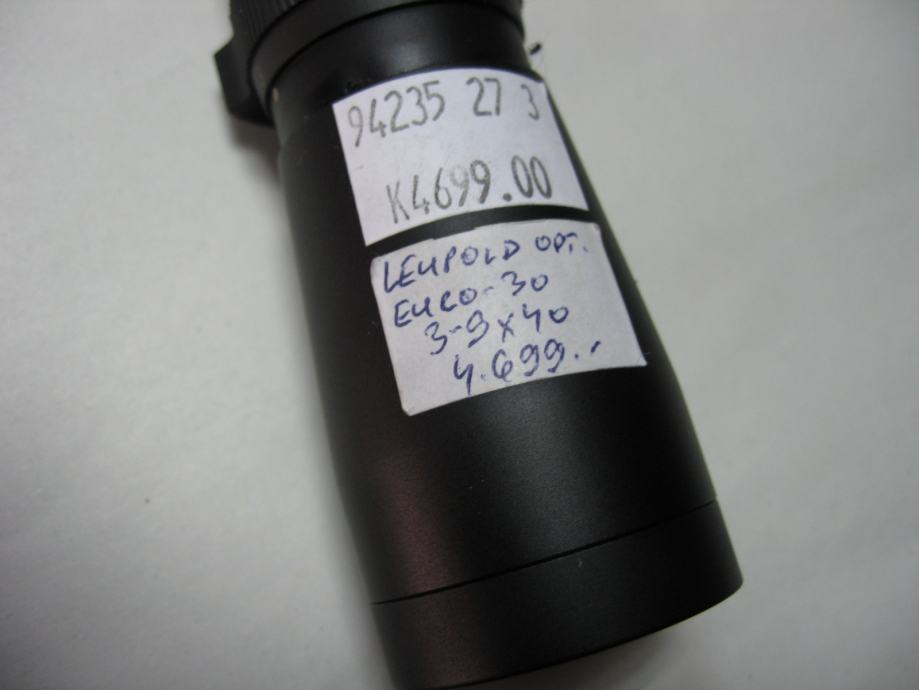 94235 27 3
K4699.00
LEUPOLD OPT.
EURO-30
3-9x40
4.699.-